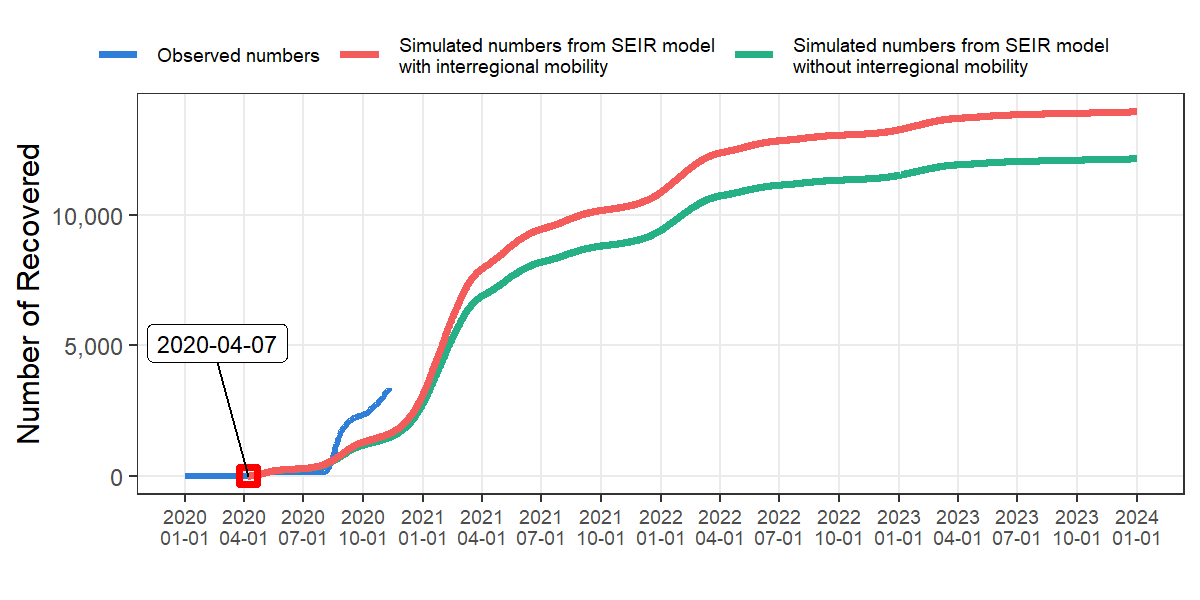 Observed numbers
Simulated numbers from SEIR model
with interregional mobility
Simulated numbers from SEIR model
without interregional mobility
Number of Recovered
10,000
5,000
0
2020-04-07
2020 2020 2020 2020 2021 2021 2021 2021 2022 2022 2022 2022 2023 2023 2023 2023 2024
01-01 04-01 07-01 10-01 01-01 04-01 07-01 10-01 01-01 04-01 07-01 10-01 01-01 04-01 07-01 10-01 01-01